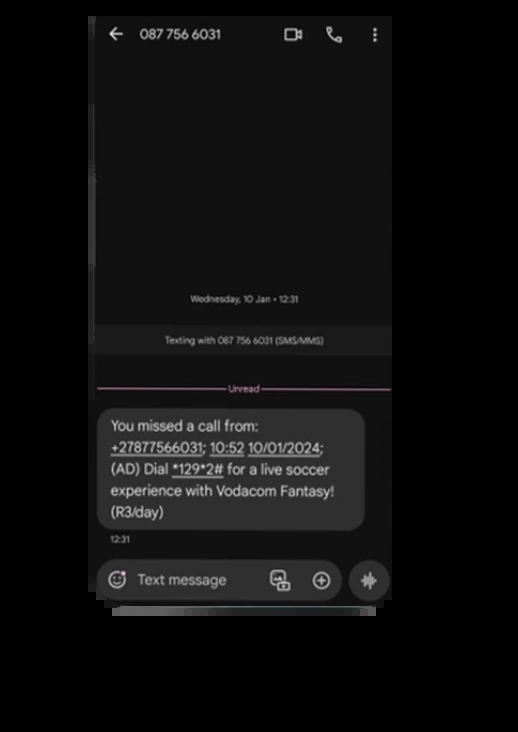 087 756 6031
Wednesday, 10 Jan • 12:31
Texting with 087 756 6031 (SMS/MMS)
Unread
You missed a call from:
+27877566031; 10:52 10/01/2024;
(AD) Dial *129*2# for a live soccer
experience with Vodacom Fantasy!
(R3/day)
12:31
Text message